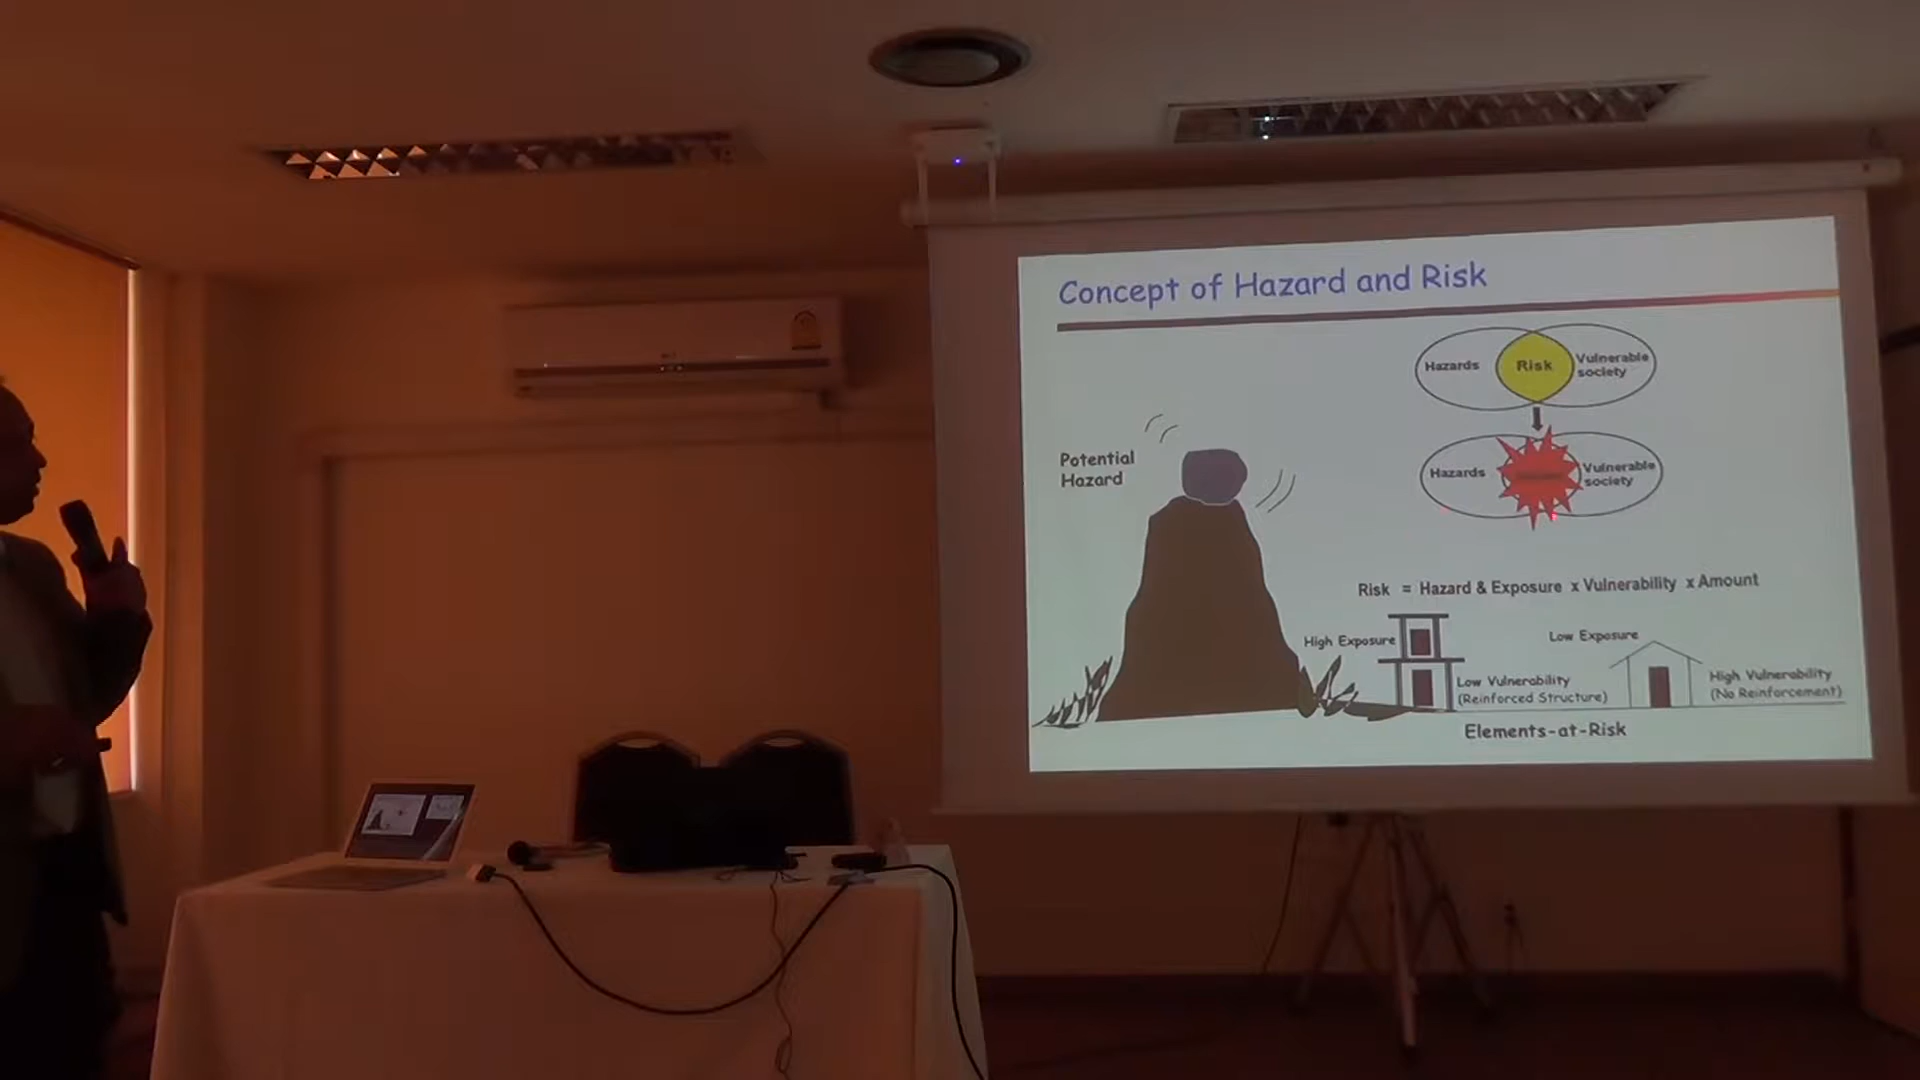 Concept of Hazard and Risk
Hazards
Risk
Vulnerable
society
Potential
Hazard
Hazards
Vulnerable
society
Risk = Hazard & Exposure x Vulnerability x Amount
High Exposure
Low Exposure
Low Vulnerability
(Reinforced Structure)
High Vulnerability
(No Reinforcement)
Elements-at-Risk